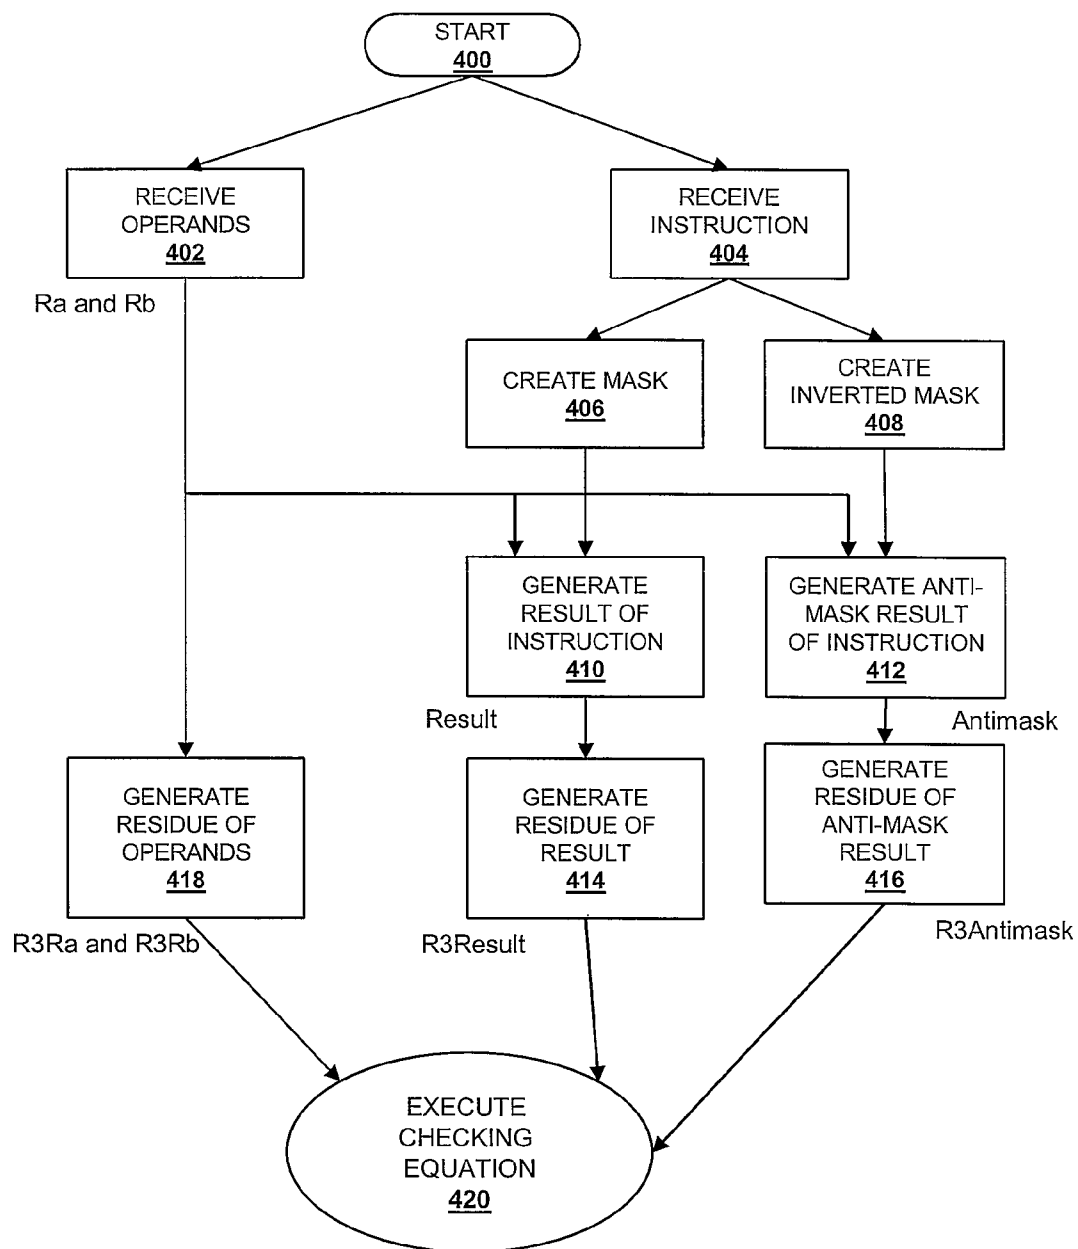 START
400
RECEIVE
OPERANDS
402
RECEIVE
INSTRUCTION
404
Ra and Rb
CREATE MASK
406
CREATE
INVERTED MASK
408
GENERATE
RESULT OF
INSTRUCTION
410
GENERATE ANTI-
MASK RESULT
OF INSTRUCTION
412
Result
Antimask
GENERATE
RESIDUE OF
OPERANDS
418
GENERATE
RESIDUE OF
RESULT
414
GENERATE
RESIDUE OF
ANTI-MASK
RESULT
416
R3Ra and R3Rb
R3Result
R3Antimask
EXECUTE
CHECKING
EQUATION
420